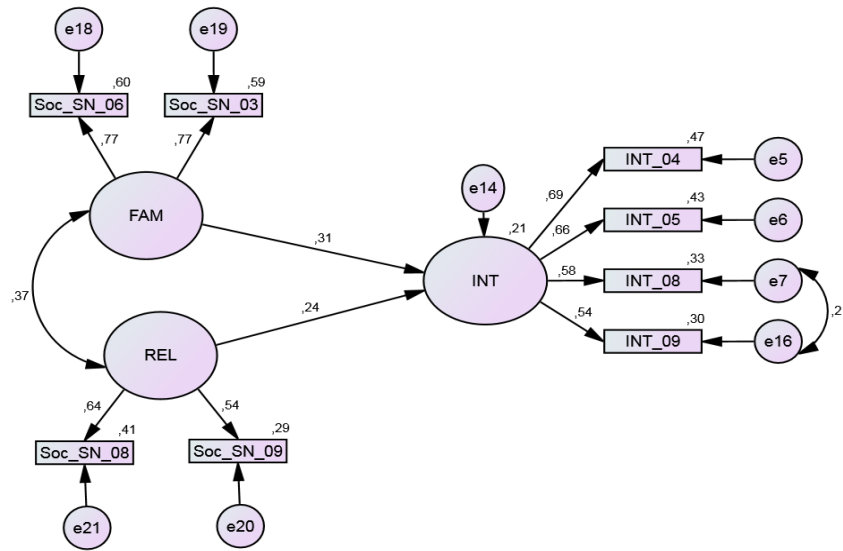 e18
e19
,60
,59
Soc_SN_06
Soc_SN_03
,77
,77
FAM
,37
,31
,24
REL
,64
,54
,41
,29
Soc_SN_08
Soc_SN_09
e21
e20
e14
,21
INT
,69
,66
,58
,54
,47
INT_04
e5
,43
INT_05
e6
,33
INT_08
e7
,30
INT_09
e16
,2